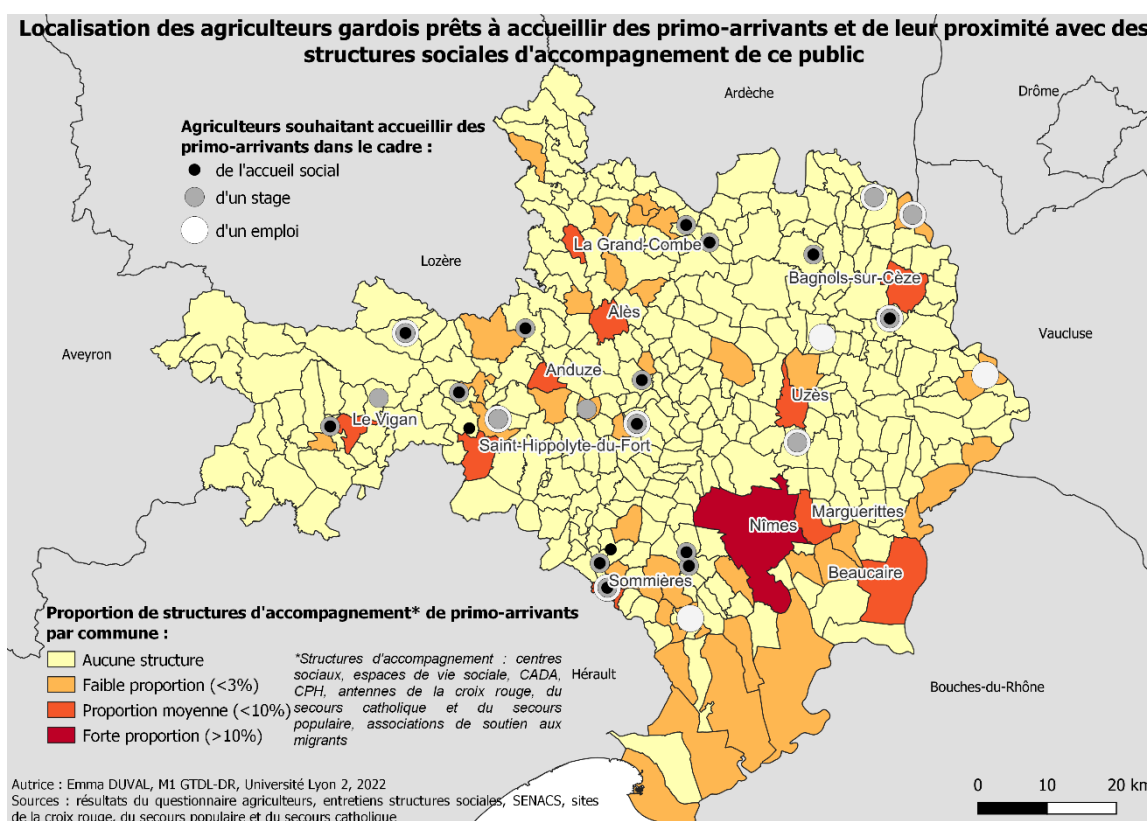 Localisation des agriculteurs gardois prêts à accueillir des primo-arrivants et de leur proximité avec des
structures sociales d'accompagnement de ce public
Ardèche
Drôme
Agriculteurs souhaitant accueillir des
primo-arrivants dans le cadre :
de l'accueil social
d'un stage
d'un emploi
La Grand-Combe
Lozère
Bagnols-sur-Cèze
Alès
Vaucluse
Aveyron
Anduze
Uzès
Le Vigan
Saint-Hippolyte-du-Fort
Marguerittes
Nîmes
Beaucaire
Sommières
Proportion de structures d'accompagnement* de primo-arrivants
par commune :
Aucune structure
Faible proportion (<3%)
Proportion moyenne (<10%)
Forte proportion (>10%)
*Structures d'accompagnement : centres
sociaux, espaces de vie sociale, CADA,
CPH, antennes de la croix rouge, du
secours catholique et du secours
populaire, associations de soutien aux
migrants
Hérault
Bouches-du-Rhône
Autrice : Emma DUVAL, M1 GTDL-DR, Université Lyon 2, 2022
Sources : résultats du questionnaire agriculteurs, entretiens structures sociales, SENACS, sites
de la croix rouge, du secours populaire et du secours catholique
0 10 20 km